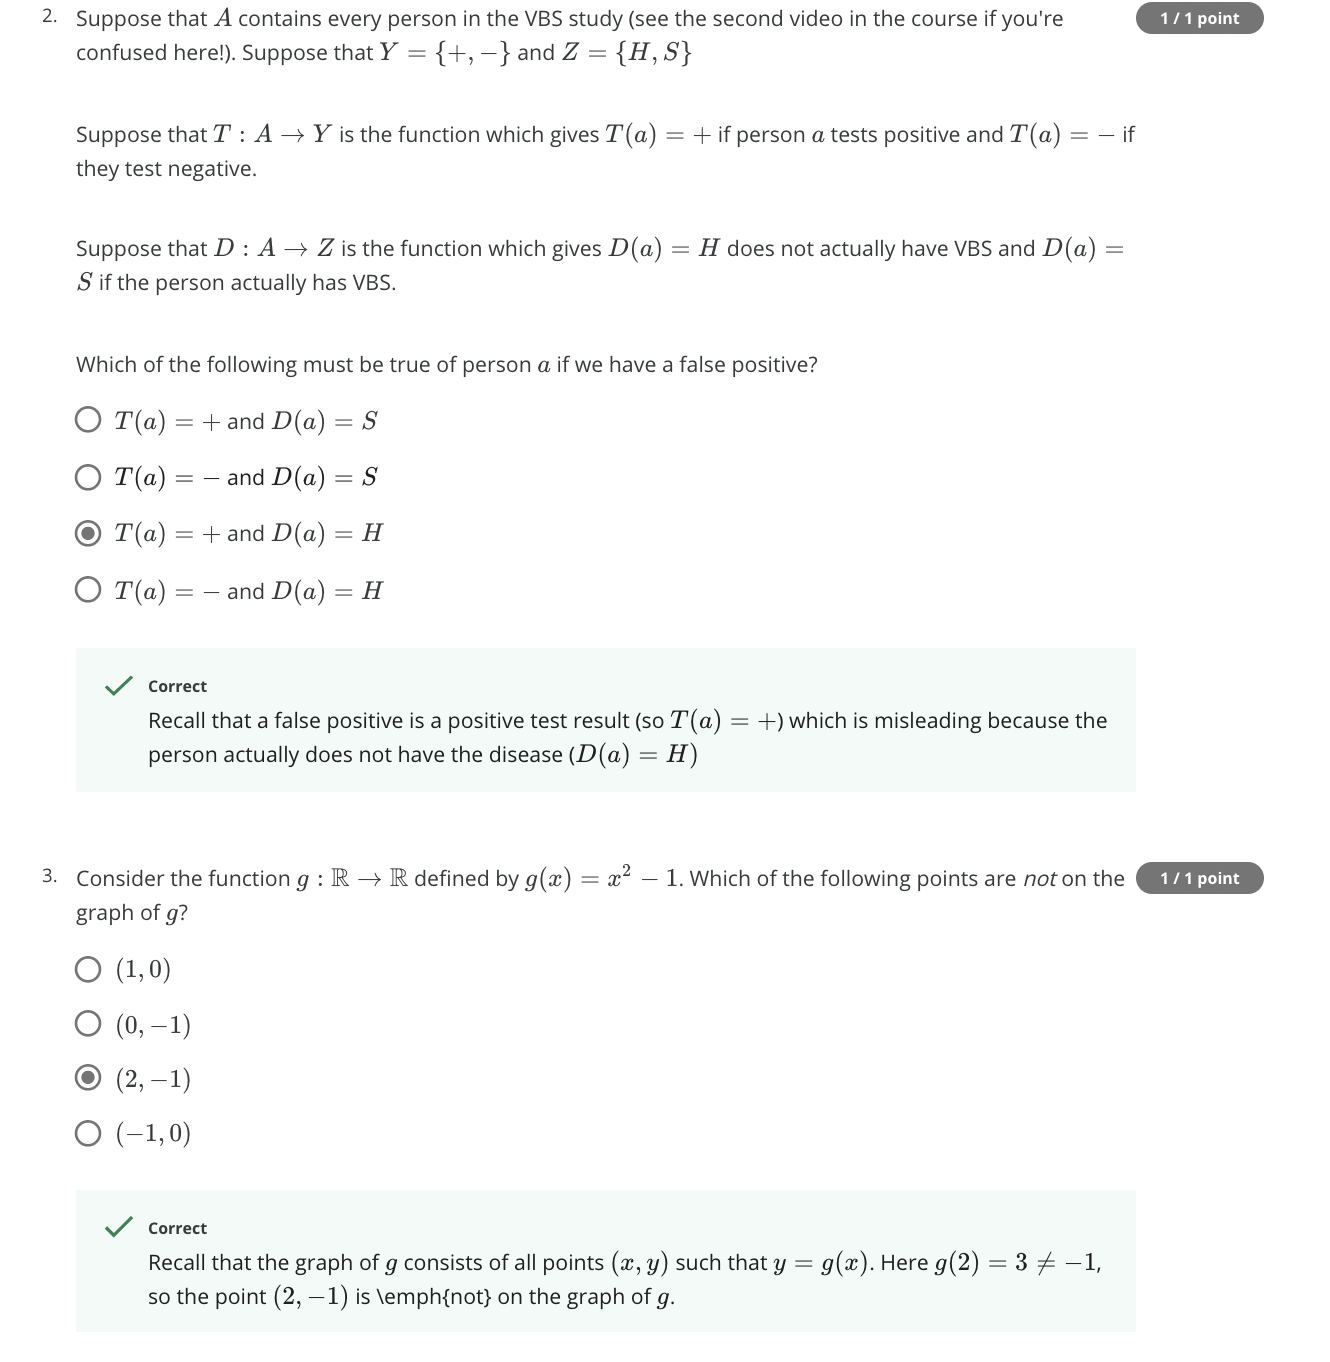 2. Suppose that A contains every person in the VBS study (see the second video in the course if you're
1 / 1 point
confused here!). Suppose that Y = {+, −} and Z = {H, S}
Suppose that T : A → Y is the function which gives T(a) = + if person a tests positive and T(a) = − if
they test negative.
Suppose that D : A → Z is the function which gives D(a) = H does not actually have VBS and D(a) =
S if the person actually has VBS.
Which of the following must be true of person a if we have a false positive?
T(a) = + and D(a) = S
T(a) = − and D(a) = S
T(a) = + and D(a) = H
T(a) = − and D(a) = H
Correct
Recall that a false positive is a positive test result (so T(a) = +) which is misleading because the
person actually does not have the disease (D(a) = H)
3. Consider the function g : ℝ → ℝ defined by g(x) = x² − 1. Which of the following points are not on the
1 / 1 point
graph of g?
(1, 0)
(0, −1)
(2, −1)
(−1, 0)
Correct
Recall that the graph of g consists of all points (x, y) such that y = g(x). Here g(2) = 3 ≠ −1,
so the point (2, −1) is \emph{not} on the graph of g.